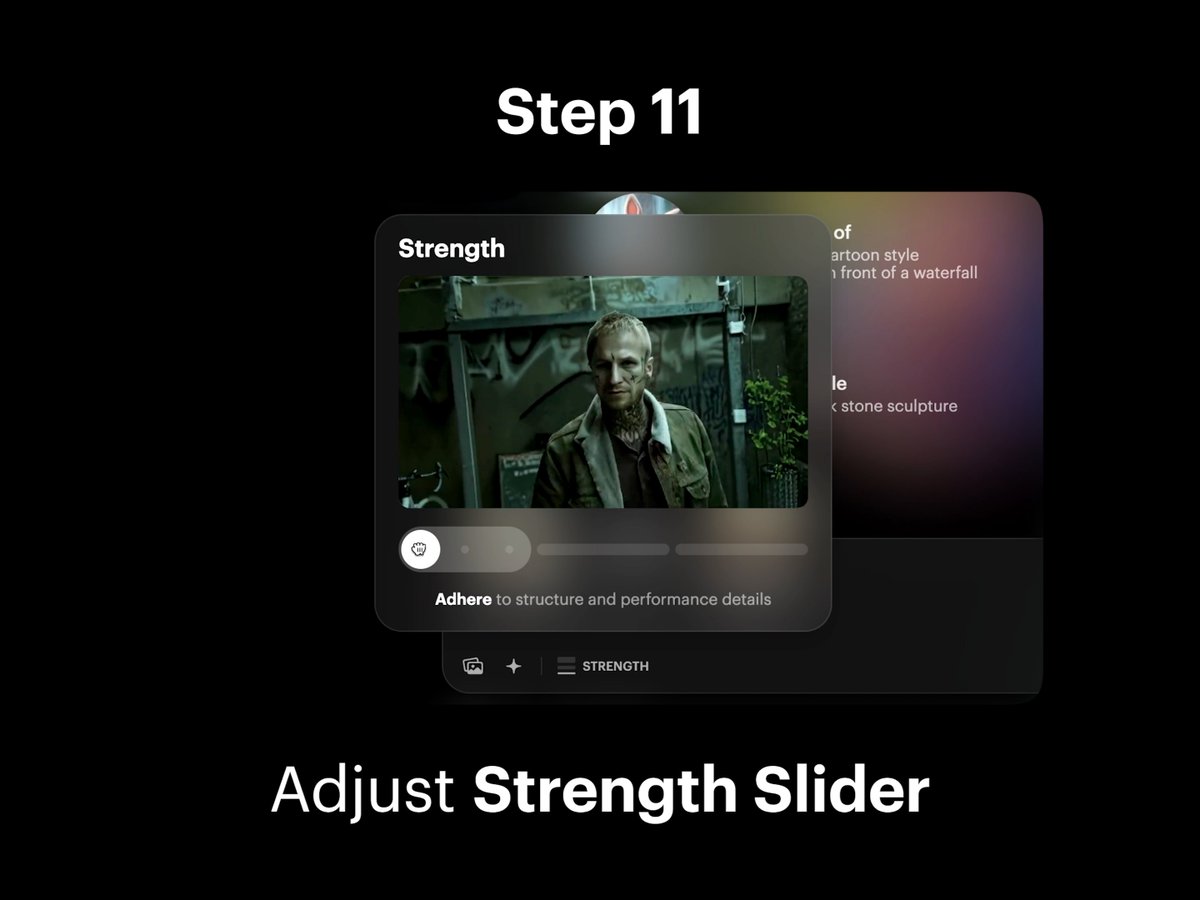 Step 11
Strength
of
artoon style
n front of a waterfall
le
stone sculpture
Adhere to structure and performance details
STRENGTH
Adjust Strength Slider